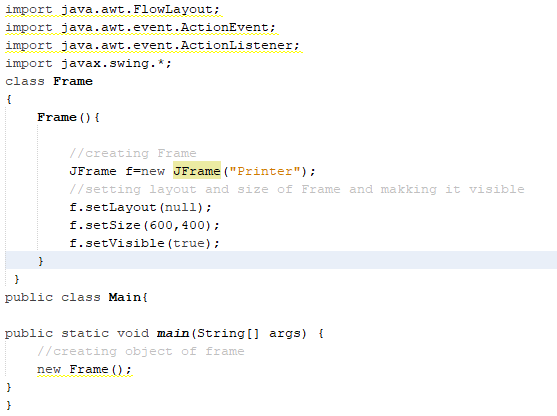 import java.awt.FlowLayout;
import java.awt.event.ActionEvent;
import java.awt.event.ActionListener;
import javax.swing.*;
class Frame
{
    Frame(){

        //creating Frame
        JFrame f=new JFrame("Printer");
        //setting layout and size of Frame and makking it visible
        f.setLayout(null);
        f.setSize(600,400);
        f.setVisible(true);
    }
 }
public class Main{

public static void main(String[] args) {
    //creating object of frame
    new Frame();
}
}